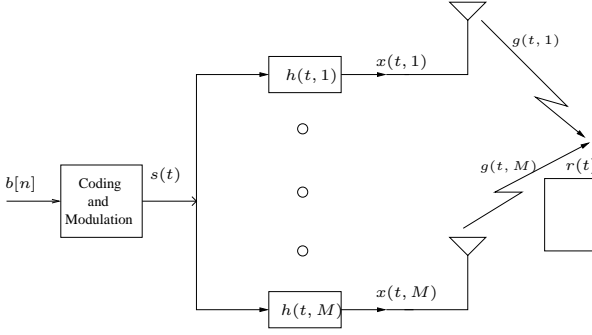 g(t, 1)
h(t, 1)
x(t, 1)
b[n]
Coding
and
Modulation
s(t)
g(t, M)
r(t)
h(t, M)
x(t, M)